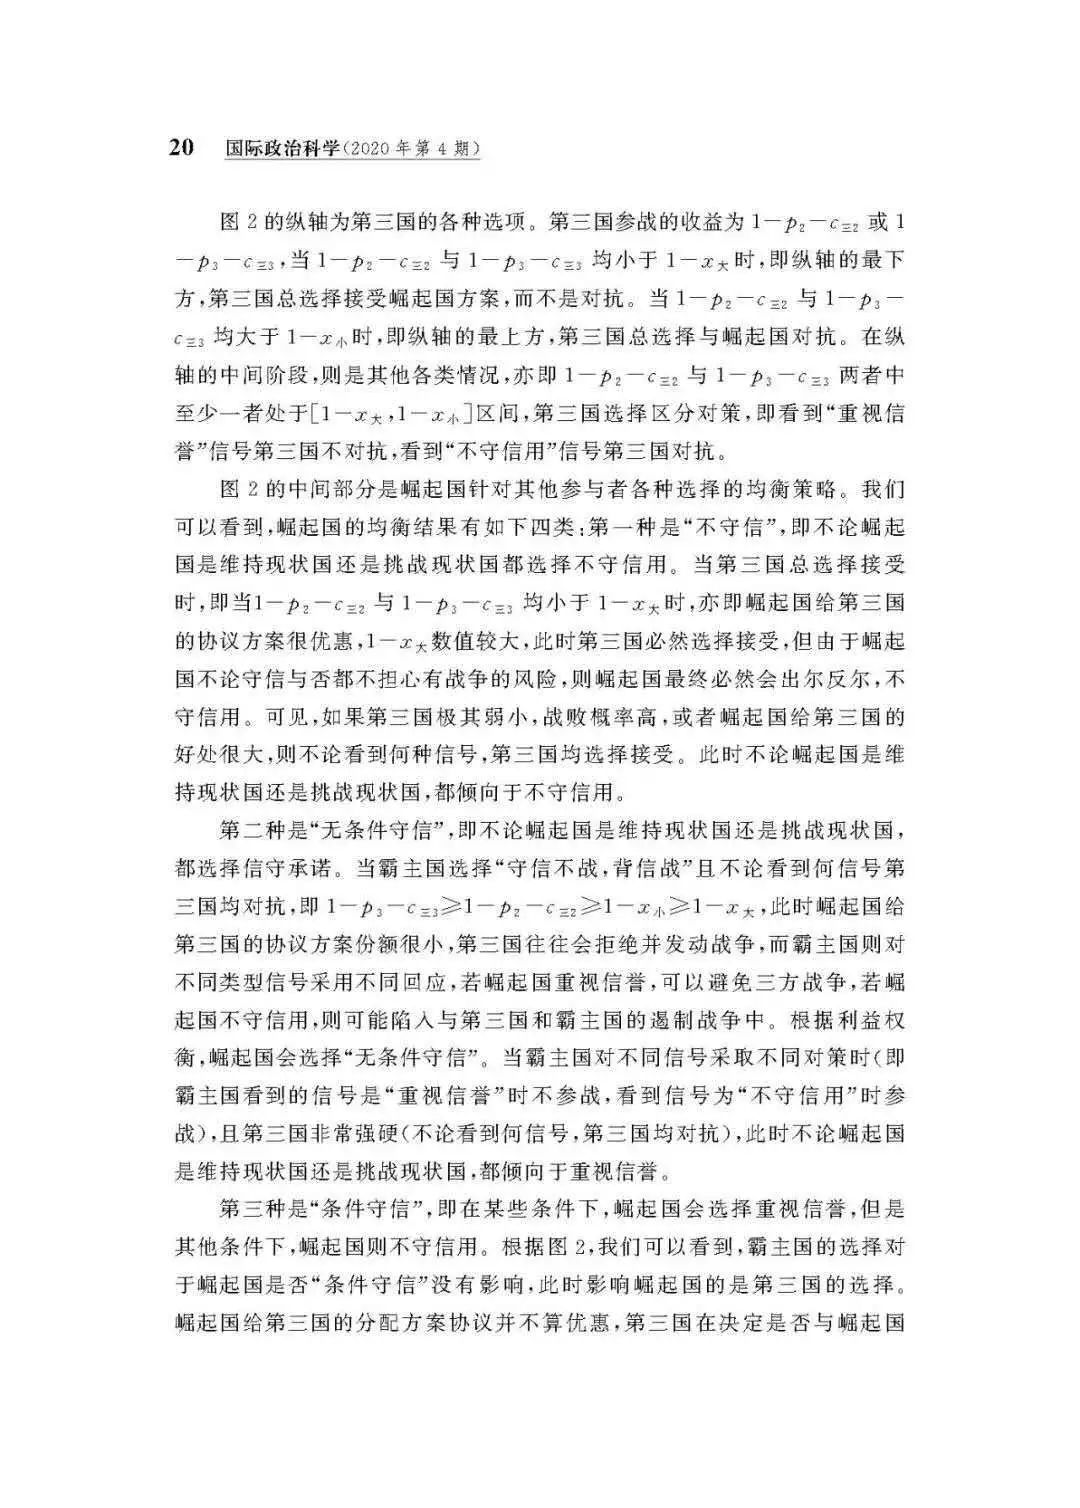 20 国际政治科学(2020 年第 4 期)
图 2 的纵轴为第三国的各种选项。第三国参战的收益为 1－p₂－c三2 或 1
－p₃－c三3,当 1－p₂－c三2 与 1－p₃－c三3 均小于 1－x大时,即纵轴的最下
方,第三国总选择接受崛起国方案,而不是对抗。当 1－p₂－c三2 与 1－p₃－
c三3 均大于 1－x小时,即纵轴的最上方,第三国总选择与崛起国对抗。在纵
轴的中间阶段,则是其他各类情况,亦即 1－p₂－c三2 与 1－p₃－c三3 两者中
至少一者处于[1－x大,1－x小]区间,第三国选择区分对策,即看到“重视信
誉”信号第三国不对抗,看到“不守信用”信号第三国对抗。
图 2 的中间部分是崛起国针对其他参与者各种选择的均衡策略。我们
可以看到,崛起国的均衡结果有如下四类:第一种是“不守信”,即不论崛起
国是维持现状国还是挑战现状国都选择不守信用。当第三国总选择接受
时,即当1－p₂－c三2 与 1－p₃－c三3 均小于 1－x大时,亦即崛起国给第三国
的协议方案很优惠,1－x大数值较大,此时第三国必然选择接受,但由于崛起
国不论守信与否都不担心有战争的风险,则崛起国最终必然会出尔反尔,不
守信用。可见,如果第三国极其弱小,战败概率高,或者崛起国给第三国的
好处很大,则不论看到何种信号,第三国均选择接受。此时不论崛起国是维
持现状国还是挑战现状国,都倾向于不守信用。
第二种是“无条件守信”,即不论崛起国是维持现状国还是挑战现状国,
都选择信守承诺。当霸主国选择“守信不战,背信战”且不论看到何信号第
三国均对抗,即 1－p₃－c三3≥1－p₂－c三2≥1－x小≥1－x大,此时崛起国给
第三国的协议方案份额很小,第三国往往会拒绝并发动战争,而霸主国则对
不同类型信号采用不同回应,若崛起国重视信誉,可以避免三方战争,若崛
起国不守信用,则可能陷入与第三国和霸主国的遏制战争中。根据利益权
衡,崛起国会选择“无条件守信”。当霸主国对不同信号采取不同对策时(即
霸主国看到的信号是“重视信誉”时不参战,看到信号为“不守信用”时参
战),且第三国非常强硬(不论看到何信号,第三国均对抗),此时不论崛起国
是维持现状国还是挑战现状国,都倾向于重视信誉。
第三种是“条件守信”,即在某些条件下,崛起国会选择重视信誉,但是
其他条件下,崛起国则不守信用。根据图 2,我们可以看到,霸主国的选择对
于崛起国是否“条件守信”没有影响,此时影响崛起国的是第三国的选择。
崛起国给第三国的分配方案协议并不算优惠,第三国在决定是否与崛起国